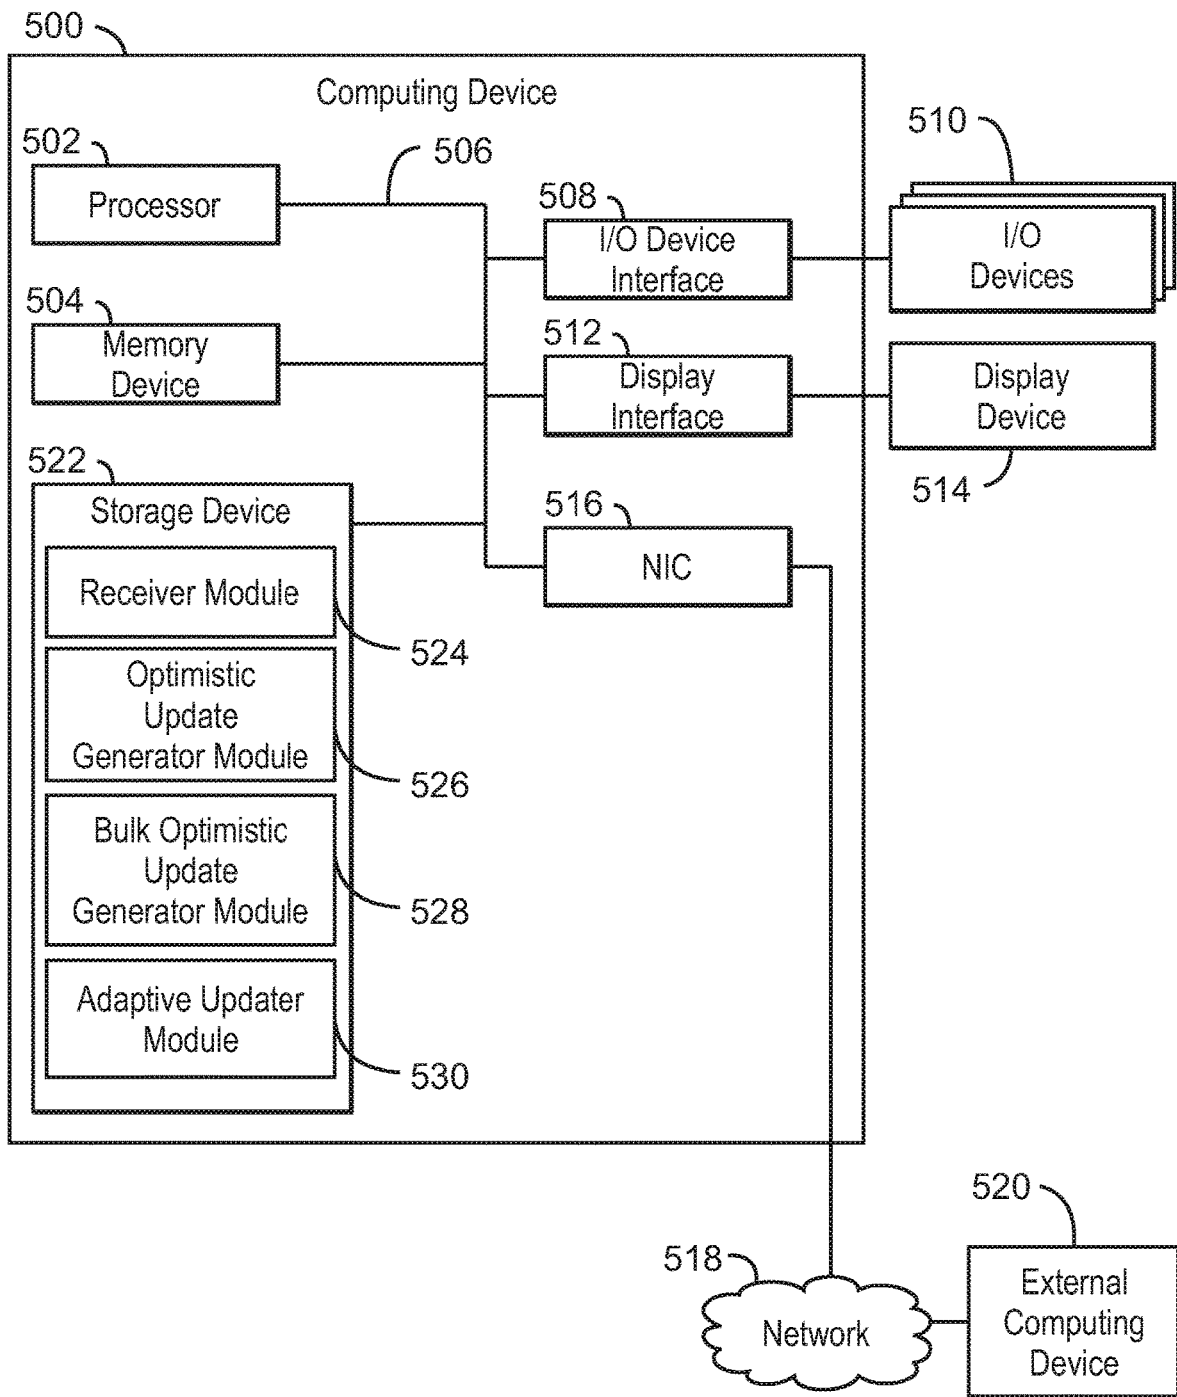 500
Computing Device
502
Processor
506
504
Memory
Device
508
I/O Device
Interface
510
I/O
Devices
512
Display
Interface
Display
Device
514
522
Storage Device
Receiver Module
524
Optimistic
Update
Generator Module
526
Bulk Optimistic
Update
Generator Module
528
Adaptive Updater
Module
530
516
NIC
518
Network
520
External
Computing
Device